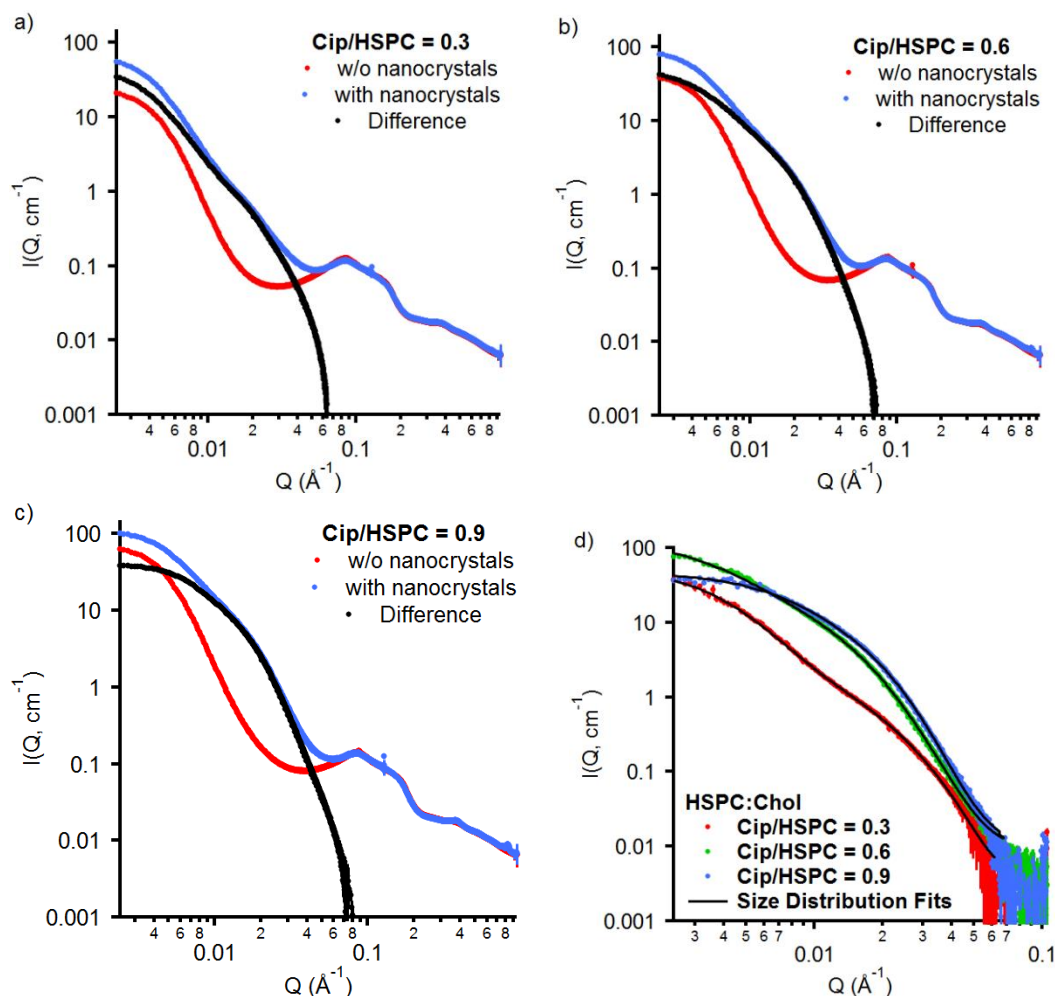 a)
Cip/HSPC = 0.3
w/o nanocrystals
with nanocrystals
Difference
I(Q, cm⁻¹)
100
10
1
0.1
0.01
0.001
4 6 8 2 4 6 8 2 4 6 8
0.01 0.1
Q (Å⁻¹)
b)
Cip/HSPC = 0.6
w/o nanocrystals
with nanocrystals
Difference
I(Q, cm⁻¹)
100
10
1
0.1
0.01
0.001
4 6 8 2 4 6 8 2 4 6 8
0.01 0.1
Q (Å⁻¹)
c)
Cip/HSPC = 0.9
w/o nanocrystals
with nanocrystals
Difference
I(Q, cm⁻¹)
100
10
1
0.1
0.01
0.001
4 6 8 2 4 6 8 2 4 6 8
0.01 0.1
Q (Å⁻¹)
d)
I(Q, cm⁻¹)
100
10
1
0.1
0.01
0.001
HSPC:Chol
Cip/HSPC = 0.3
Cip/HSPC = 0.6
Cip/HSPC = 0.9
Size Distribution Fits
3 4 5 6 7 2 3 4 5 6 7
0.01 0.1
Q (Å⁻¹)